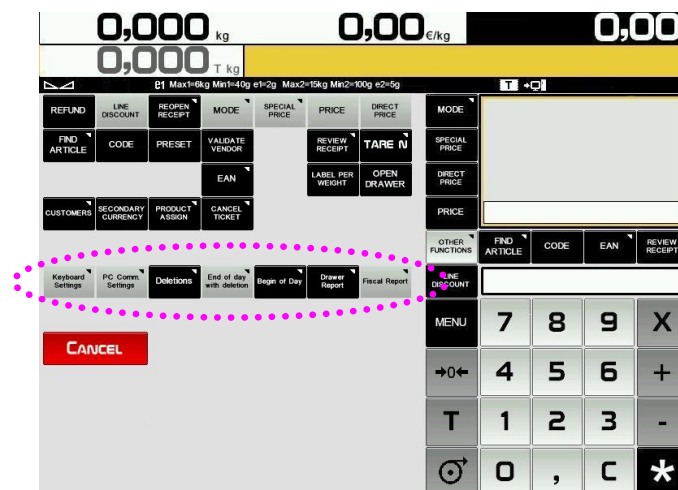 0,000 kg 0,00 €/kg 0,00
0,000 T kg
e1 Max1=6kg Min1=40g e1=2g Max2=15kg Min2=100g e2=5g T
REFUND
LINE
DISCOUNT
REOPEN
RECEIPT
MODE
SPECIAL
PRICE
PRICE
DIRECT
PRICE
MODE
FIND
ARTICLE
CODE
PRESET
VALIDATE
VENDOR
REVIEW
RECEIPT
TARE N
SPECIAL
PRICE
EAN
LABEL PER
WEIGHT
OPEN
DRAWER
DIRECT
PRICE
CUSTOMERS
SECONDARY
CURRENCY
PRODUCT
ASSIGN
CANCEL
TICKET
PRICE
OTHER
FUNCTIONS
FIND
ARTICLE
CODE
EAN
REVIEW
RECEIPT
Keyboard
Settings
PC Comm.
Settings
Deletions
End of day
with deletion
Begin of Day
Drawer
Report
Fiscal Report
LINE
DISCOUNT
CANCEL
MENU 7 8 9 X
→0← 4 5 6 +
T 1 2 3 -
0 , C *